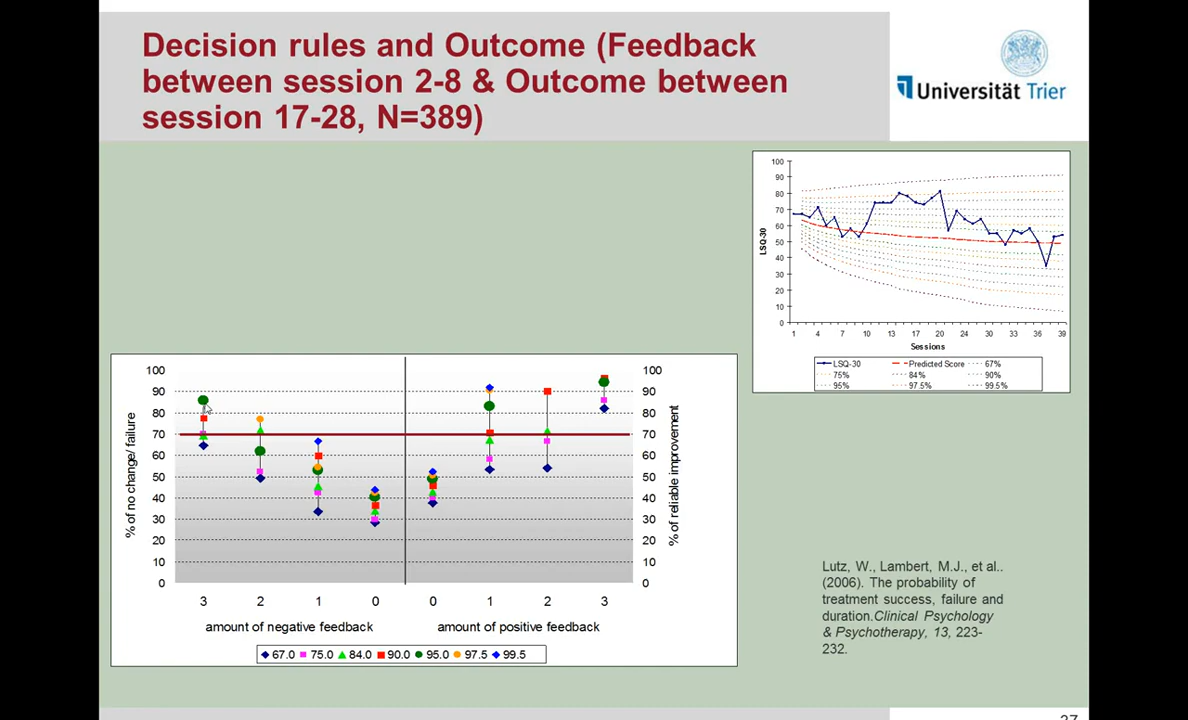 Decision rules and Outcome (Feedback
between session 2-8 & Outcome between
session 17-28, N=389)
Universität Trier
100
90
80
70
60
50
40
30
20
10
0
LSQ-30
1 4 7 10 13 17 20 24 30 33 36 39
Sessions
LSQ-30 Predicted Score 67%
75% 84% 90%
95% 97.5% 99.5%
100 100
90 90
80 80
70 70
60 60
50 50
40 40
30 30
20 20
10 10
0 0
% of no change/ failure
% of reliable improvement
3 2 1 0 0 1 2 3
amount of negative feedback amount of positive feedback
67.0 75.0 84.0 90.0 95.0 97.5 99.5
Lutz, W., Lambert, M.J., et al..
(2006). The probability of
treatment success, failure and
duration.Clinical Psychology
& Psychotherapy, 13, 223-
232.